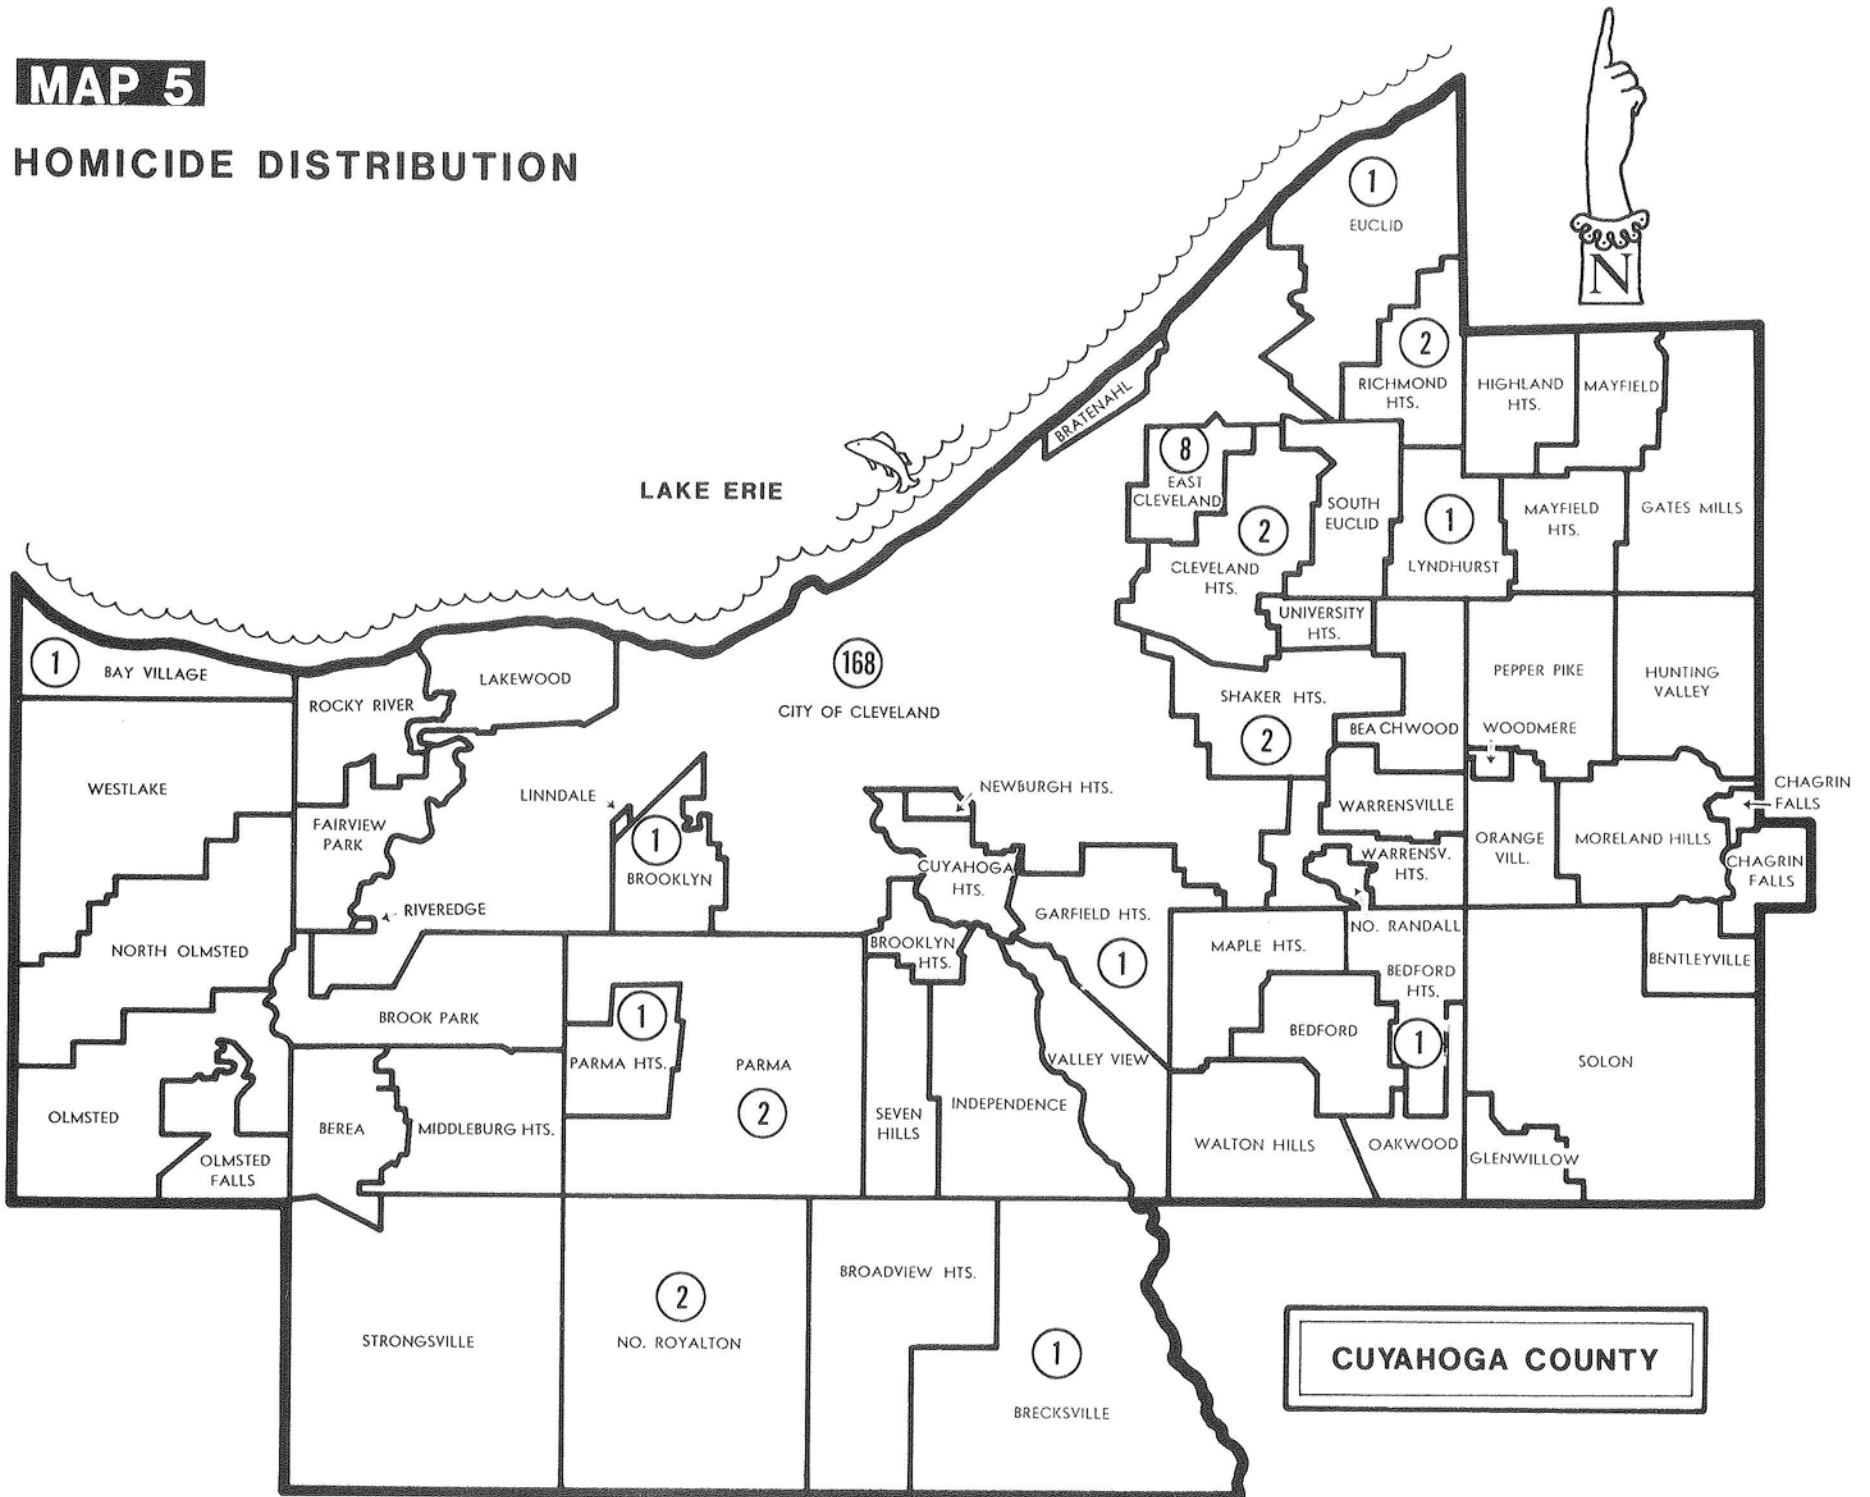 MAP 5
HOMICIDE DISTRIBUTION
N
1
EUCLID
2
RICHMOND
HTS.
HIGHLAND
HTS.
MAYFIELD
BRATENAHL
8
EAST
CLEVELAND
LAKE ERIE
2
CLEVELAND
HTS.
SOUTH
EUCLID
1
LYNDHURST
MAYFIELD
HTS.
GATES MILLS
UNIVERSITY
HTS.
1
BAY VILLAGE
ROCKY RIVER
LAKEWOOD
168
CITY OF CLEVELAND
SHAKER HTS.
2
BEACHWOOD
PEPPER PIKE
WOODMERE
HUNTING
VALLEY
WESTLAKE
FAIRVIEW
PARK
LINNDALE
1
BROOKLYN
NEWBURGH HTS.
WARRENSVILLE
ORANGE
VILL.
MORELAND HILLS
CHAGRIN
FALLS
CHAGRIN
FALLS
CUYAHOGA
HTS.
WARRENSV.
HTS.
RIVEREDGE
NORTH OLMSTED
GARFIELD HTS.
1
BROOKLYN
HTS.
MAPLE HTS.
NO. RANDALL
BEDFORD
HTS.
1
BENTLEYVILLE
BROOK PARK
1
PARMA HTS.
PARMA
2
BEDFORD
VALLEY VIEW
SOLON
OLMSTED
OLMSTED
FALLS
BEREA
MIDDLEBURG HTS.
SEVEN
HILLS
INDEPENDENCE
WALTON HILLS
OAKWOOD
GLENWILLOW
STRONGSVILLE
2
NO. ROYALTON
BROADVIEW HTS.
1
BRECKSVILLE
CUYAHOGA COUNTY